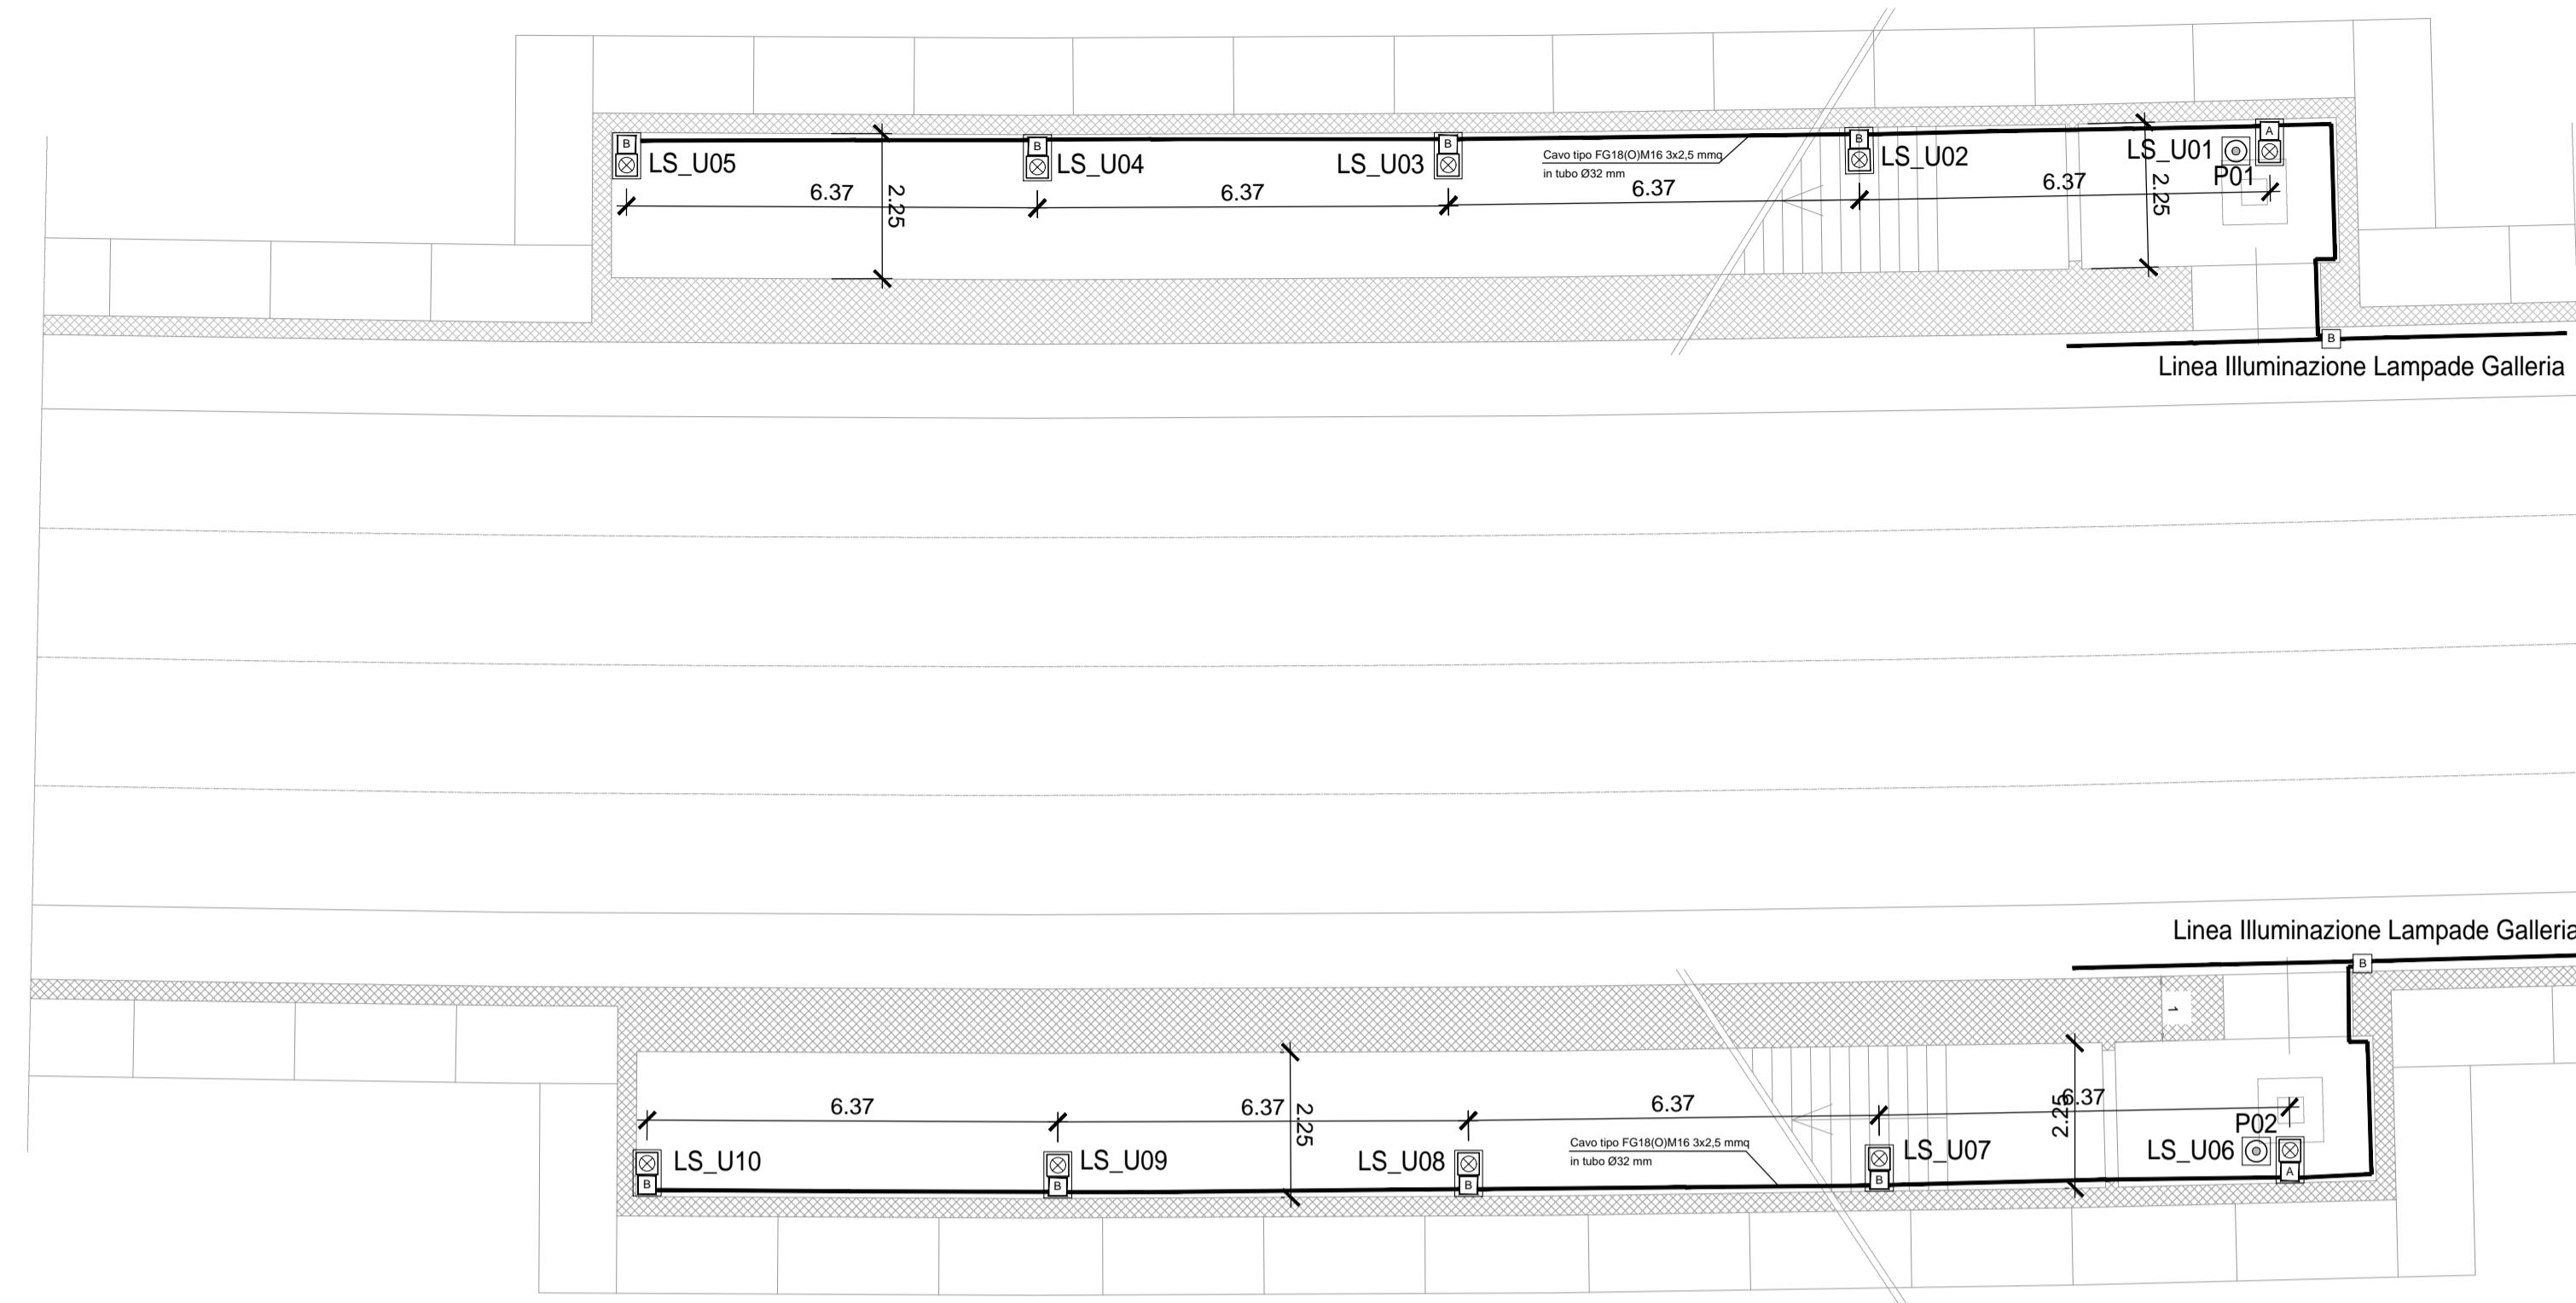 B
B
B
B
A
LS_U05
LS_U04
LS_U03
Cavo tipo FG18(O)M16 3x2,5 mmq
in tubo Ø32 mm
LS_U02
LS_U01
P01
6.37
2.25
6.37
6.37
6.37
2.25
B
Linea Illuminazione Lampade Galleria
Linea Illuminazione Lampade Galleria
B
1
6.37
6.37
2.25
6.37
2.25
6.37
P02
Cavo tipo FG18(O)M16 3x2,5 mmq
in tubo Ø32 mm
LS_U10
LS_U09
LS_U08
LS_U07
LS_U06
B
B
B
B
A